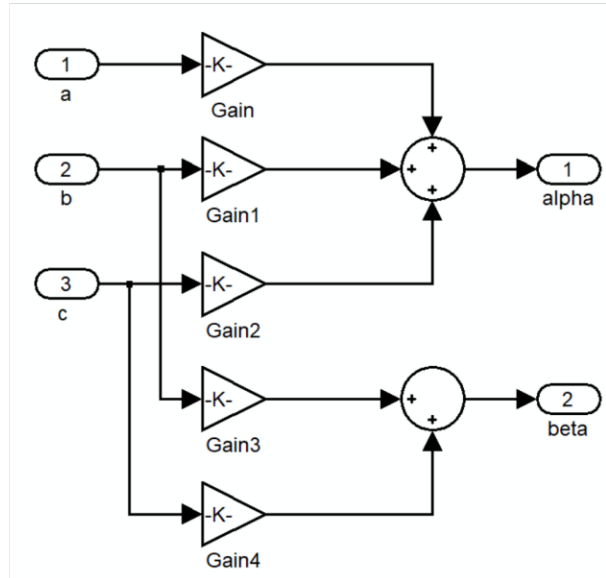 1
a
-K-
Gain
2
b
-K-
Gain1
+
+
+
1
alpha
3
c
-K-
Gain2
-K-
Gain3
+
+
2
beta
-K-
Gain4